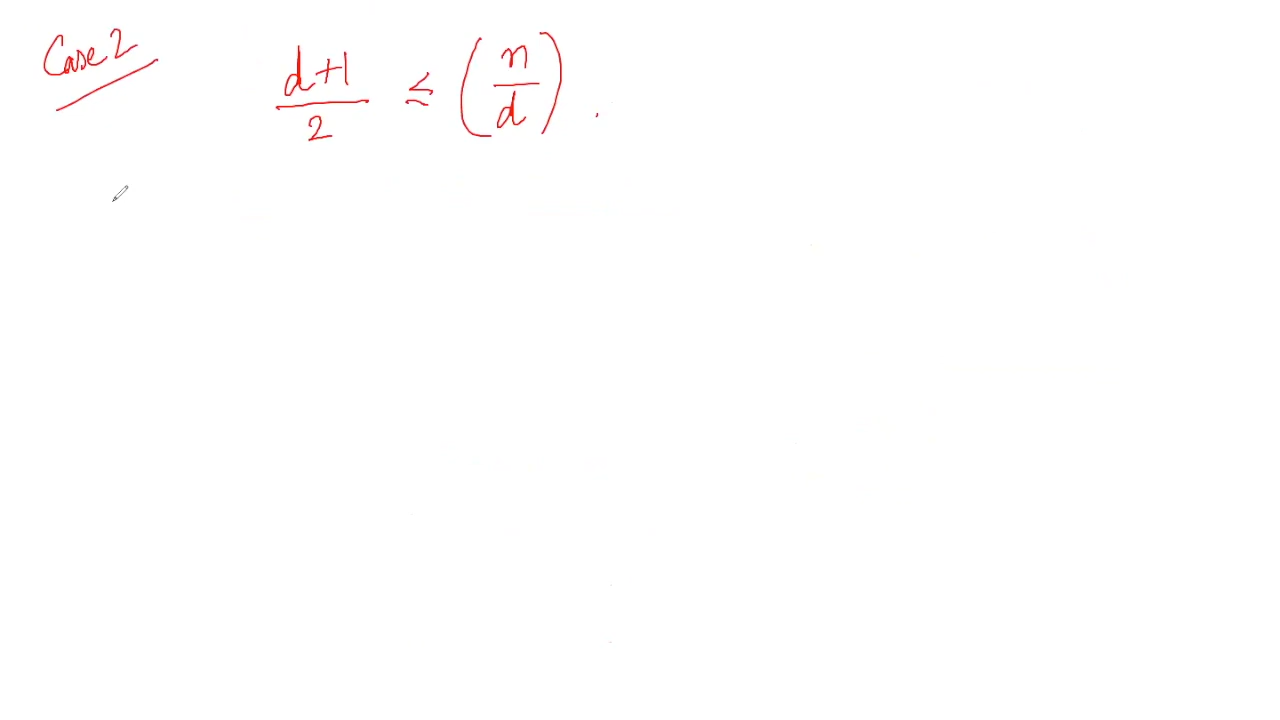 Case 2
(d+1)/2 ≤ (n/d).